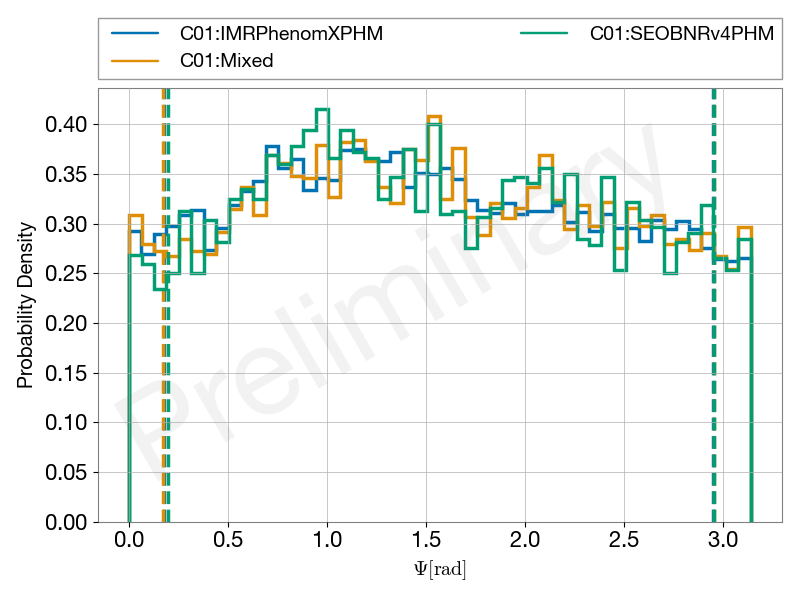 C01:IMRPhenomXPHM
C01:Mixed
C01:SEOBNRv4PHM
0.40
0.35
0.30
0.25
0.20
0.15
0.10
0.05
0.00
Probability Density
Preliminary
0.0 0.5 1.0 1.5 2.0 2.5 3.0
Ψ[rad]